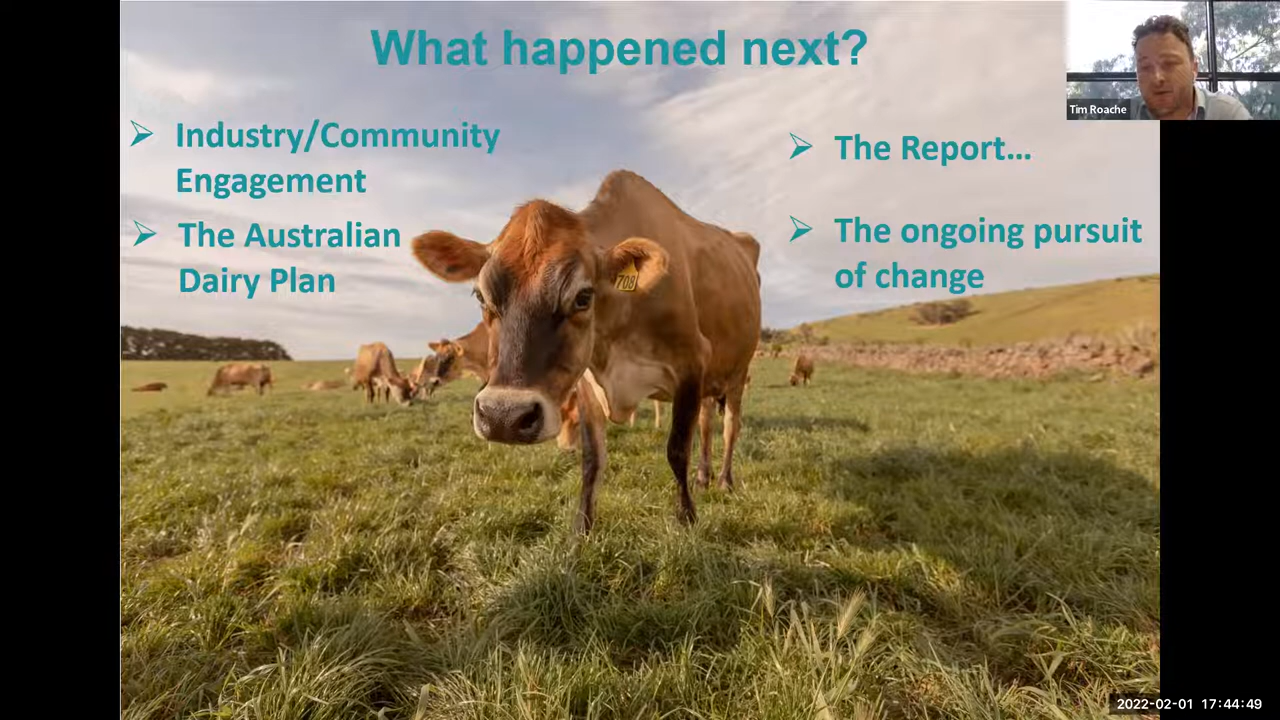 What happened next?
Industry/Community
Engagement
The Australian
Dairy Plan
The Report...
The ongoing pursuit
of change
708
Tim Roache
2022-02-01 17:44:49